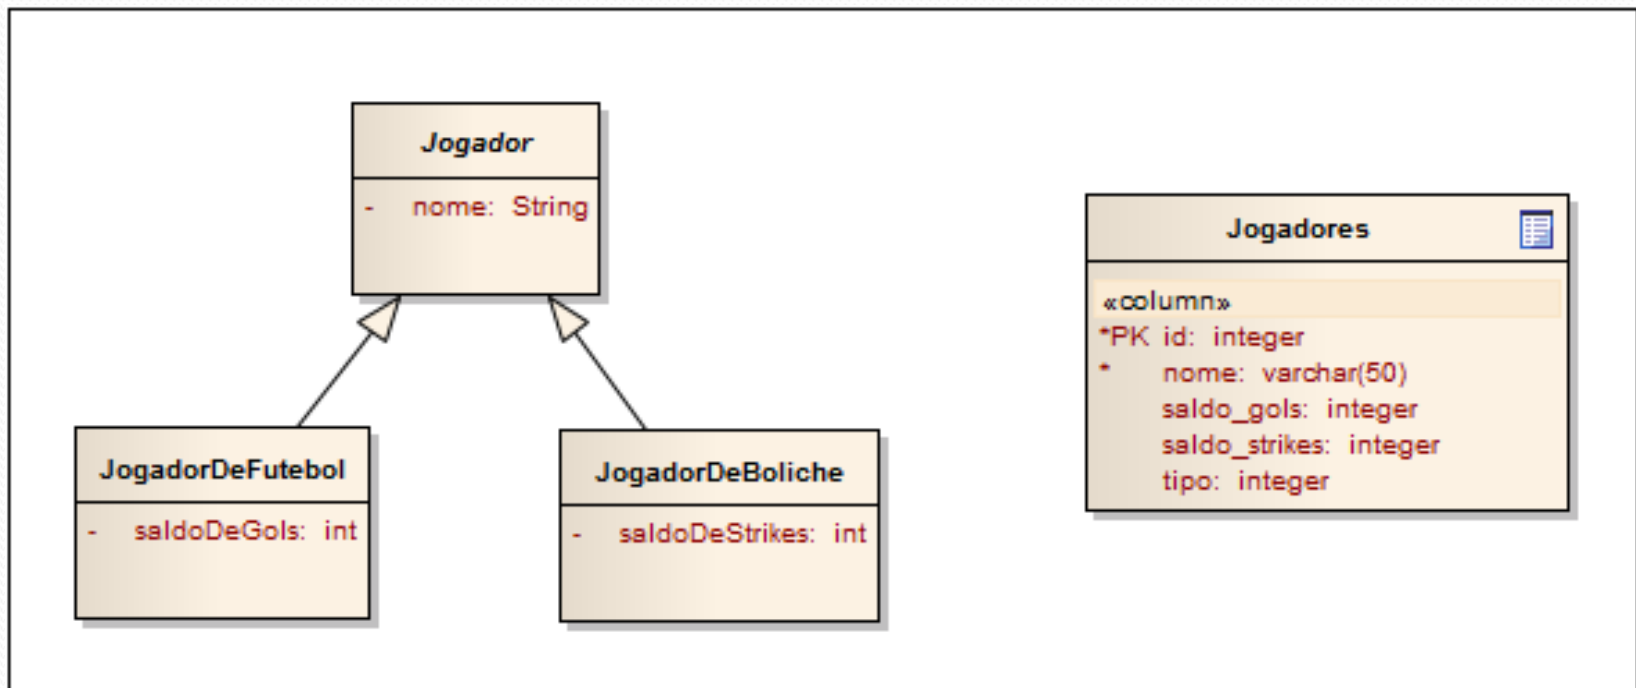 Jogador
- nome: String
JogadorDeFutebol
- saldoDeGols: int
JogadorDeBoliche
- saldoDeStrikes: int
Jogadores
«column»
*PK id: integer
* nome: varchar(50)
saldo_gols: integer
saldo_strikes: integer
tipo: integer